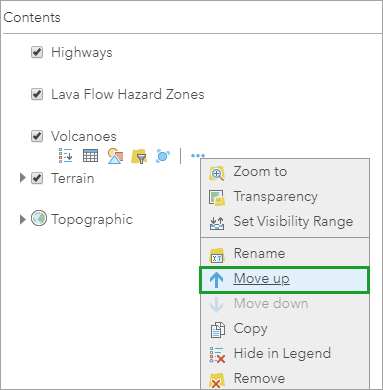 Contents
Highways
Lava Flow Hazard Zones
Volcanoes
Terrain
Topographic
Zoom to
Transparency
Set Visibility Range
Rename
Move up
Move down
Copy
Hide in Legend
Remove